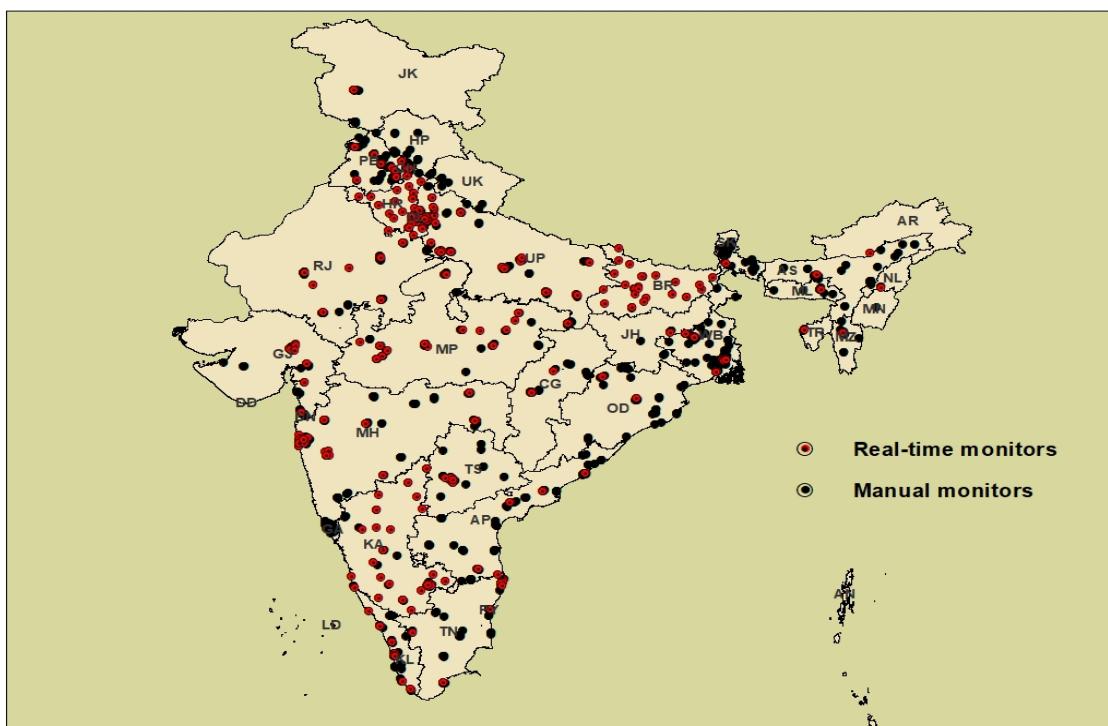 JK
HP
PB
UK
HR
AR
RJ
UP
AS
NL
BR
ML
MN
JH
WB
TR
MZ
GJ
MP
CG
DD
OD
MH
Real-time monitors
TS
Manual monitors
AP
GA
KA
AN
PY
LD
TN
KL